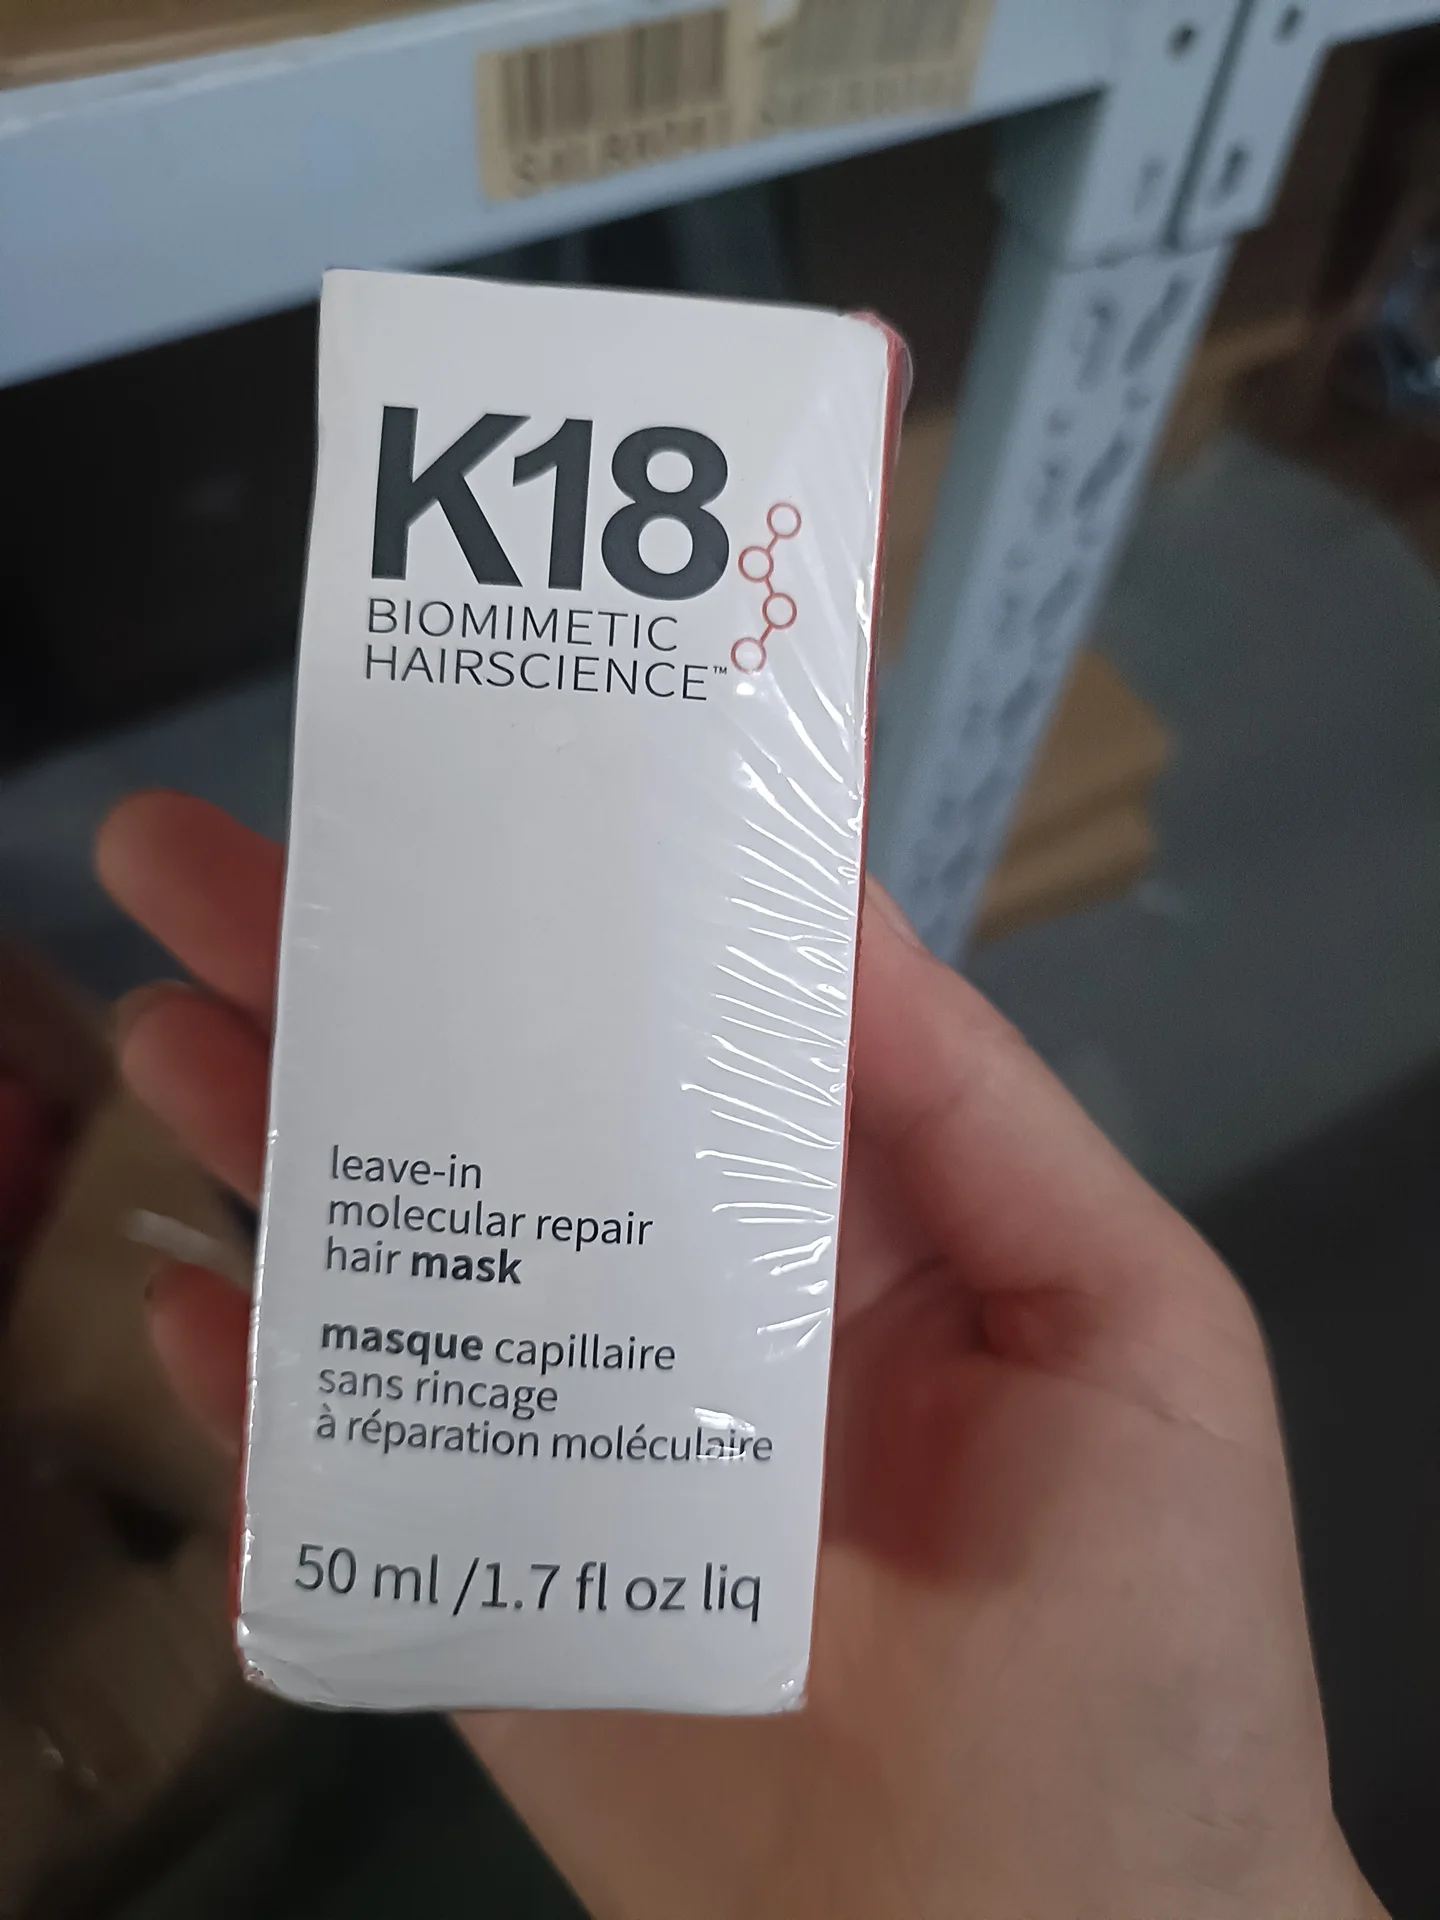 K18
BIOMIMETIC
HAIRSCIENCE™
leave-in
molecular repair
hair mask
masque capillaire
sans rincage
à réparation moléculaire
50 ml /1.7 fl oz liq